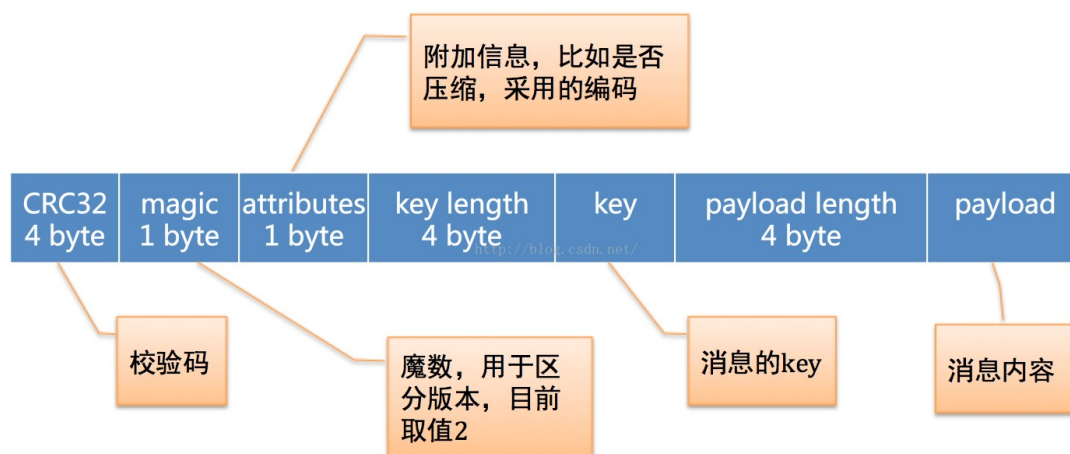 附加信息，比如是否
压缩，采用的编码
CRC32
4 byte
magic
1 byte
attributes
1 byte
key length
4 byte
key
payload length
4 byte
payload
http://blog.csdn.net/
校验码
魔数，用于区
分版本，目前
取值2
消息的key
消息内容